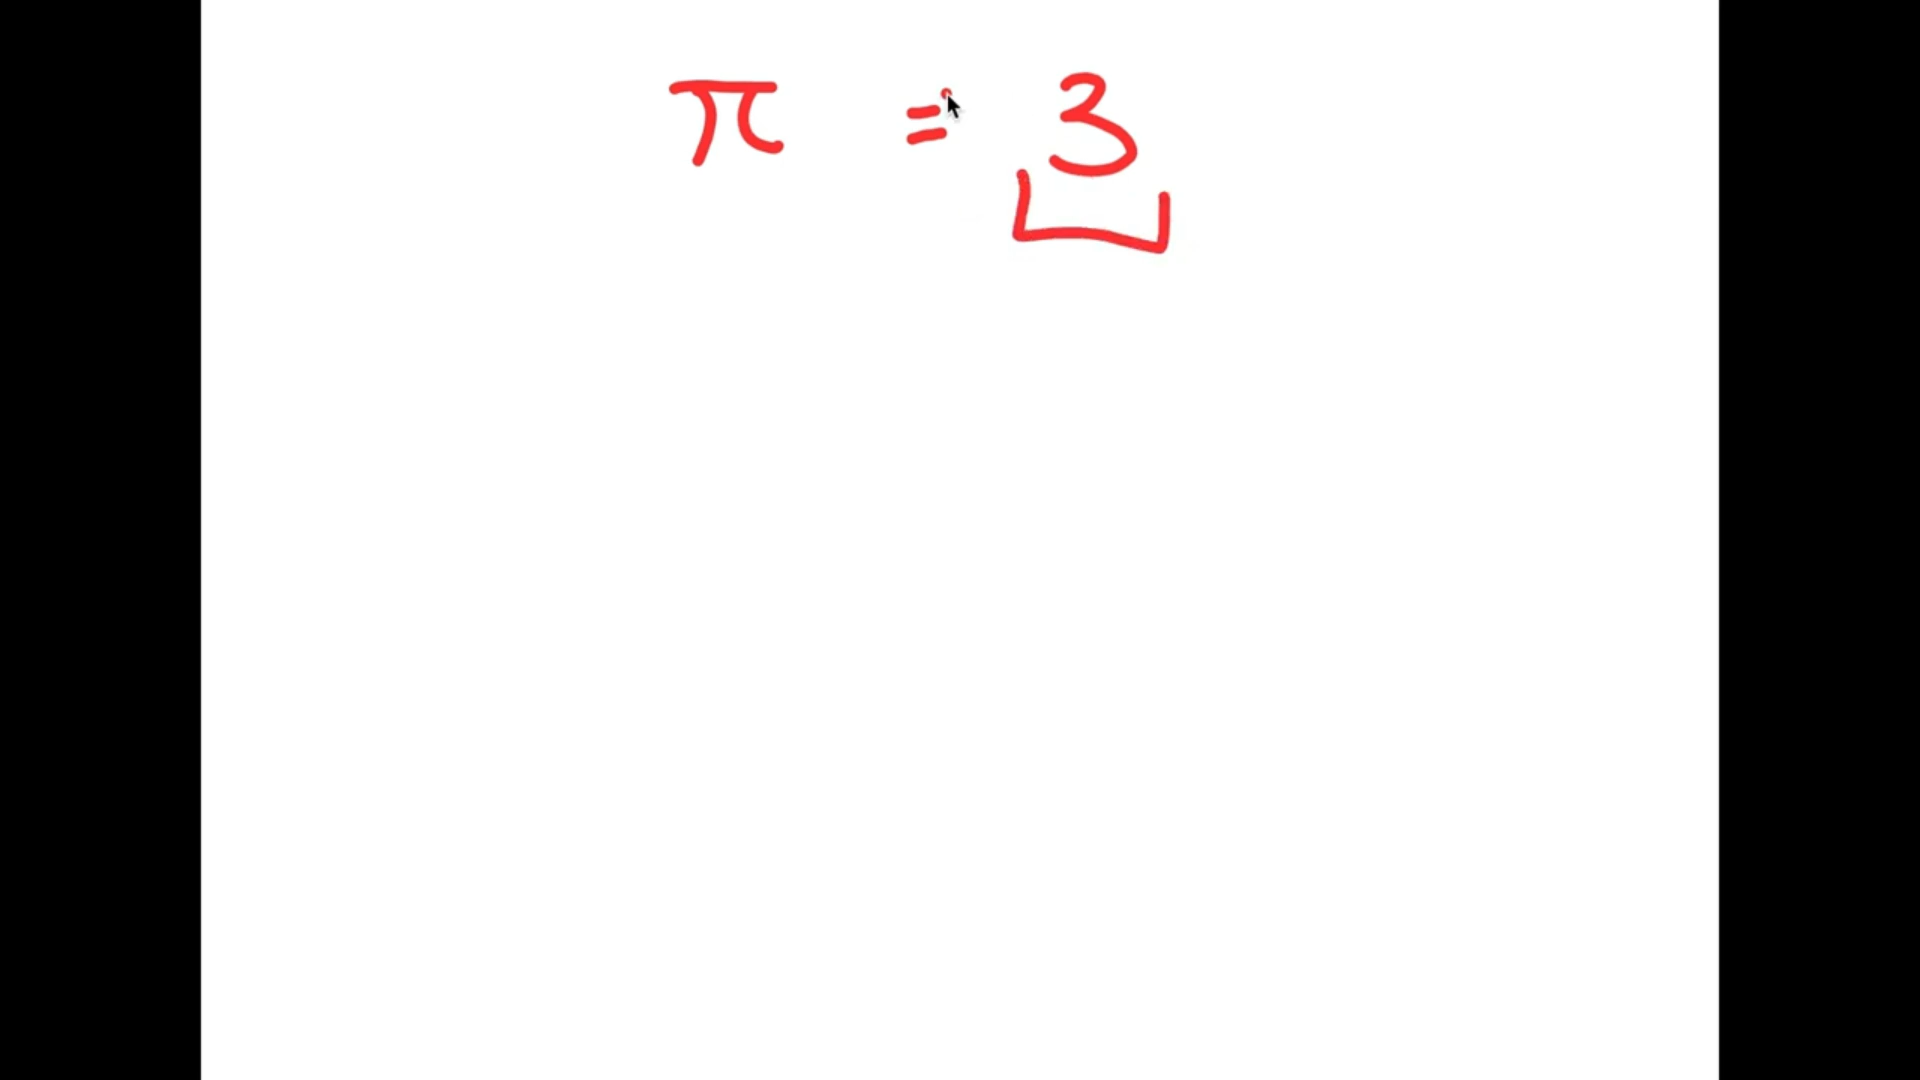 π = 3